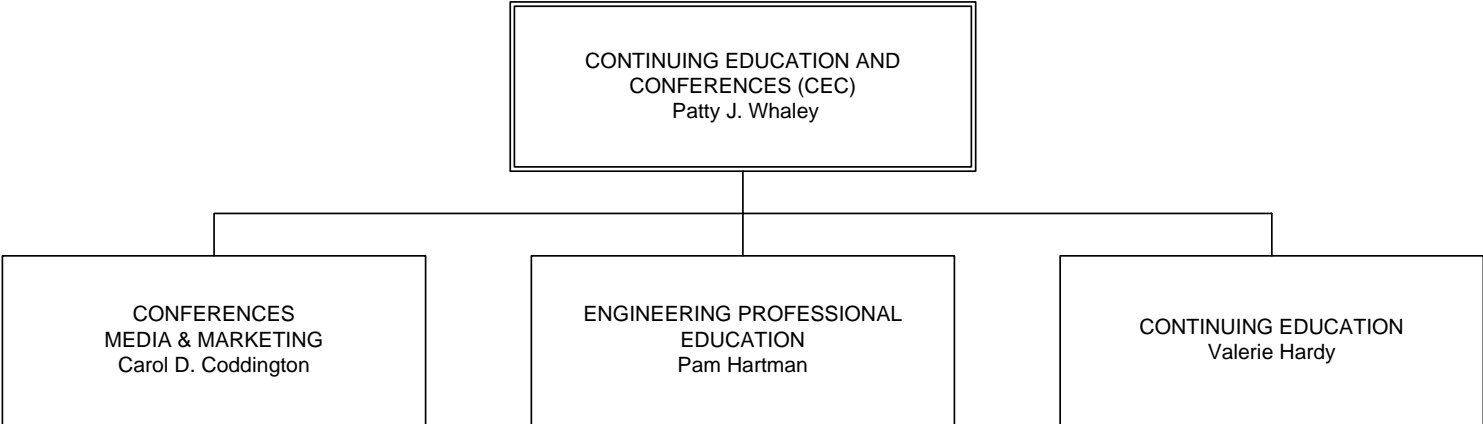 CONTINUING EDUCATION AND
CONFERENCES (CEC)
Patty J. Whaley
CONFERENCES
MEDIA & MARKETING
Carol D. Coddington
ENGINEERING PROFESSIONAL
EDUCATION
Pam Hartman
CONTINUING EDUCATION
Valerie Hardy